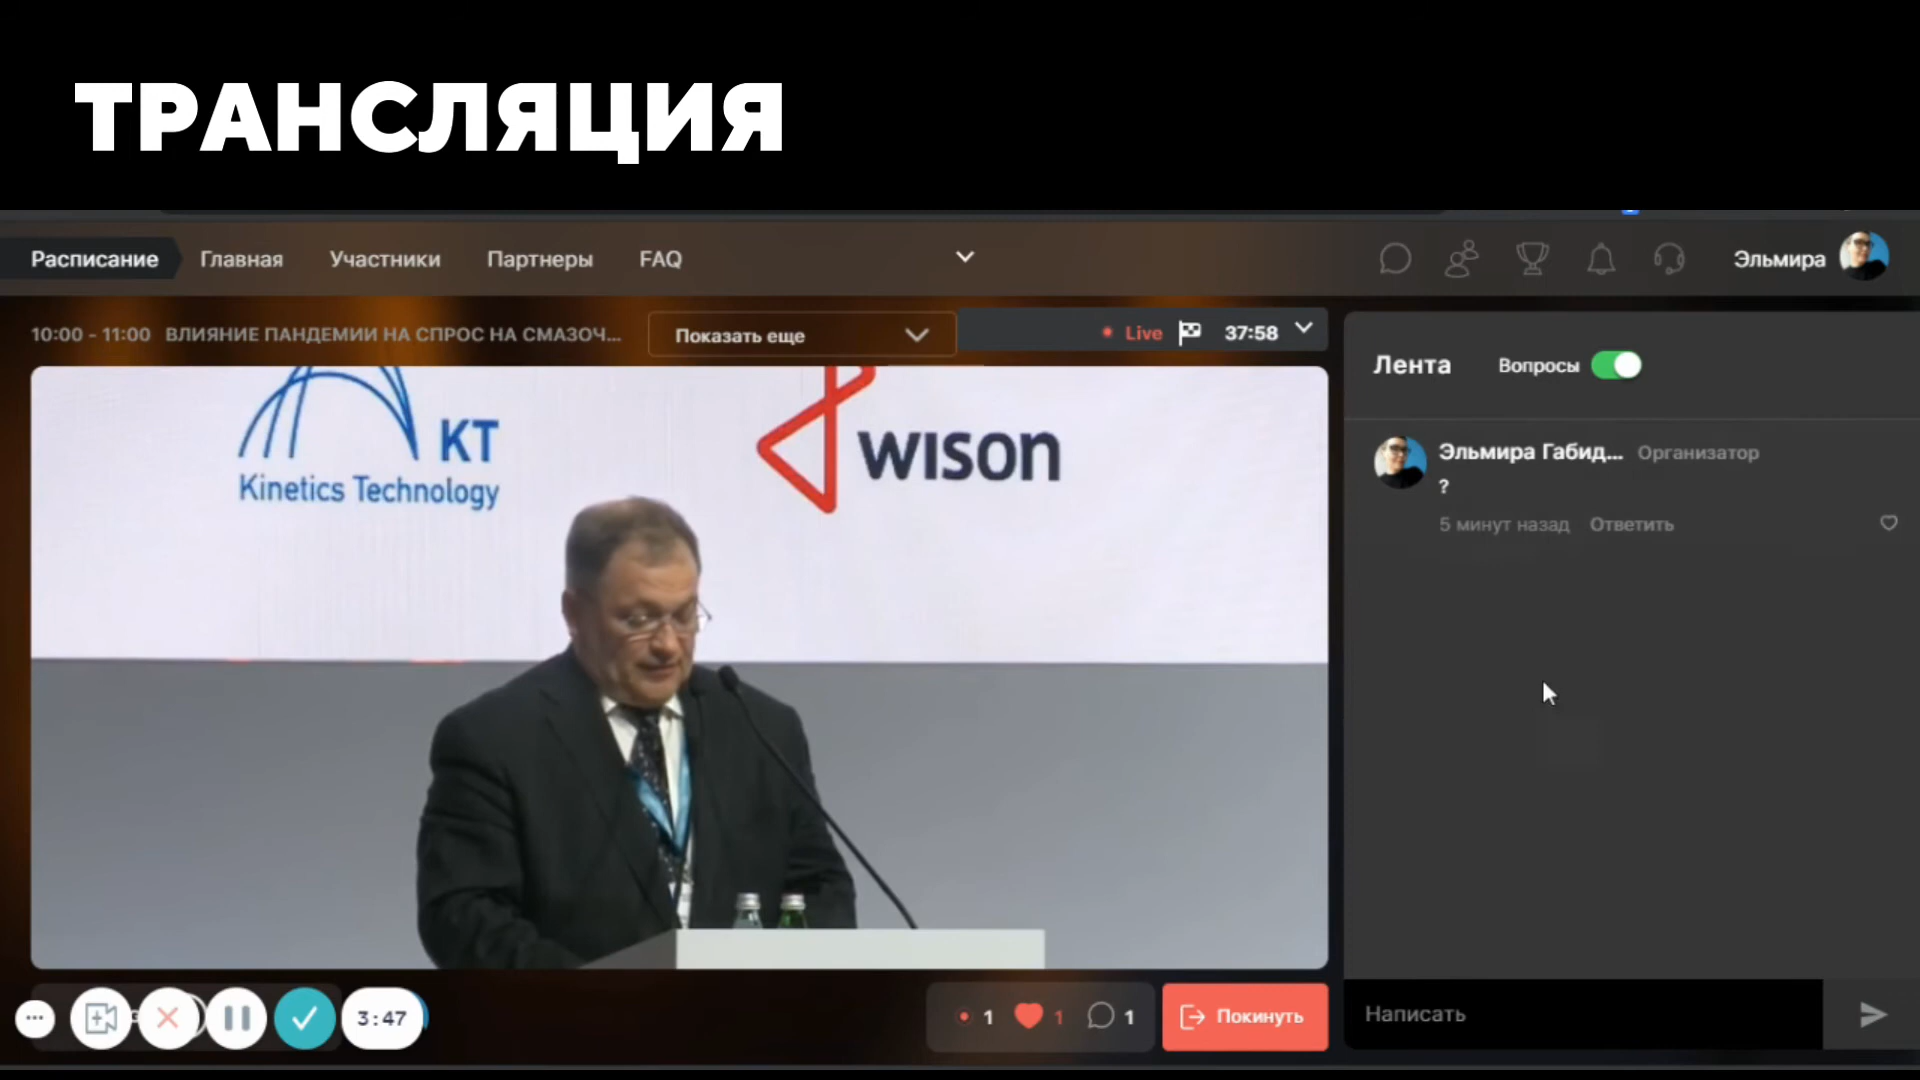 ТРАНСЛЯЦИЯ
Расписание Главная Участники Партнеры FAQ Эльмира
10:00 - 11:00 ВЛИЯНИЕ ПАНДЕМИИ НА СПРОС НА СМАЗОЧ... Показать еще Live 37:58
Лента Вопросы
KT
Kinetics Technology
wison
Эльмира Габид... Организатор
?
5 минут назад Ответить
3:47 1 1 1 Покинуть Написать